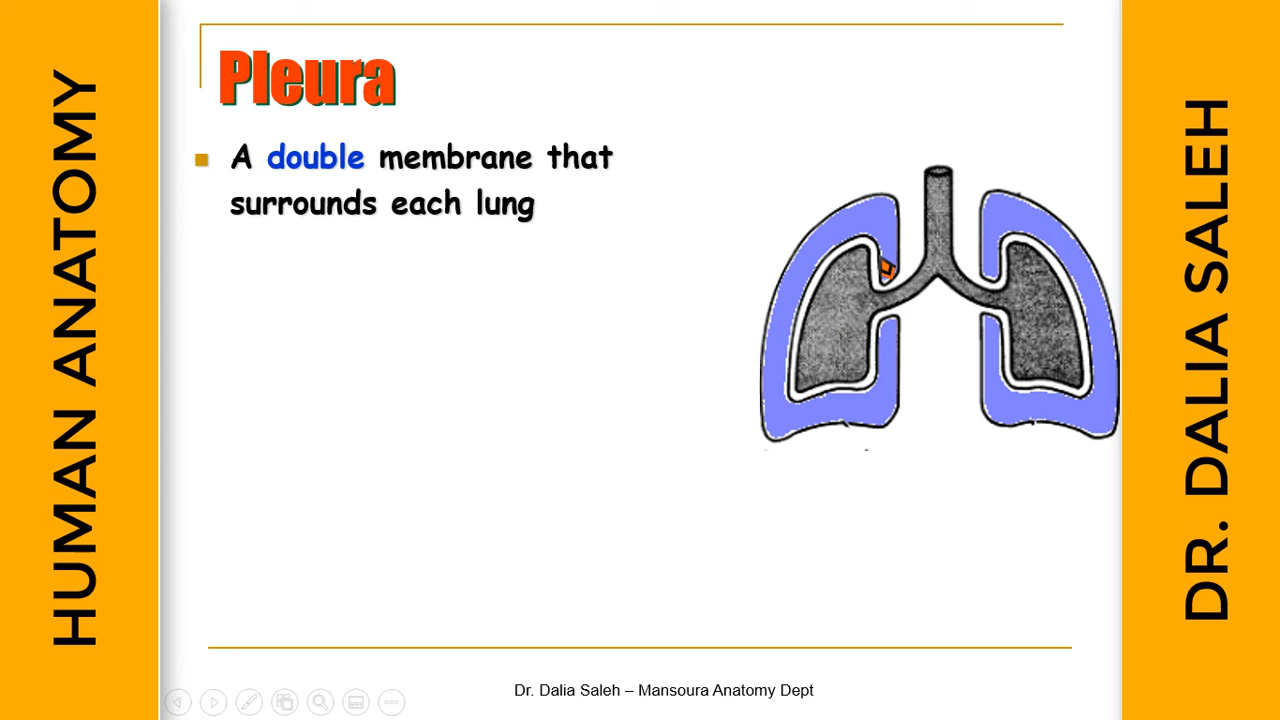 HUMAN ANATOMY
Pleura
A double membrane that
surrounds each lung
Dr. Dalia Saleh – Mansoura Anatomy Dept
DR. DALIA SALEH